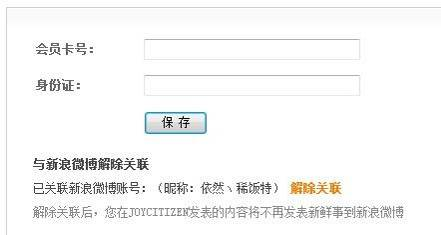 会员卡号：
身份证：
保存
与新浪微博解除关联
已关联新浪微博账号：（昵称：依然ヽ稀饭特） 解除关联
解除关联后，您在JOYCITIZEN发表的内容将不再发表新鲜事到新浪微博